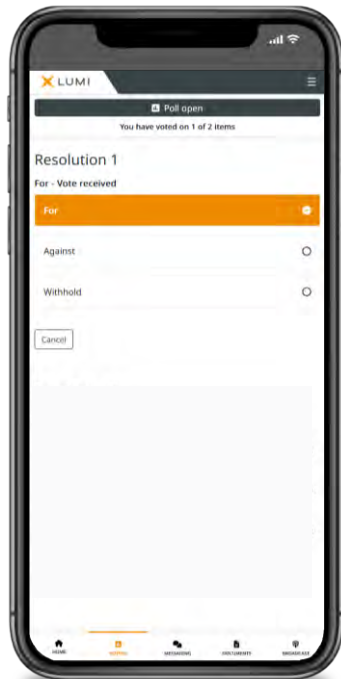 LUMI
Poll open
You have voted on 1 of 2 items
Resolution 1
For - Vote received
For
Against
Withhold
Cancel
HOME
VOTING
MESSAGING
DOCUMENTS
BROADCAST